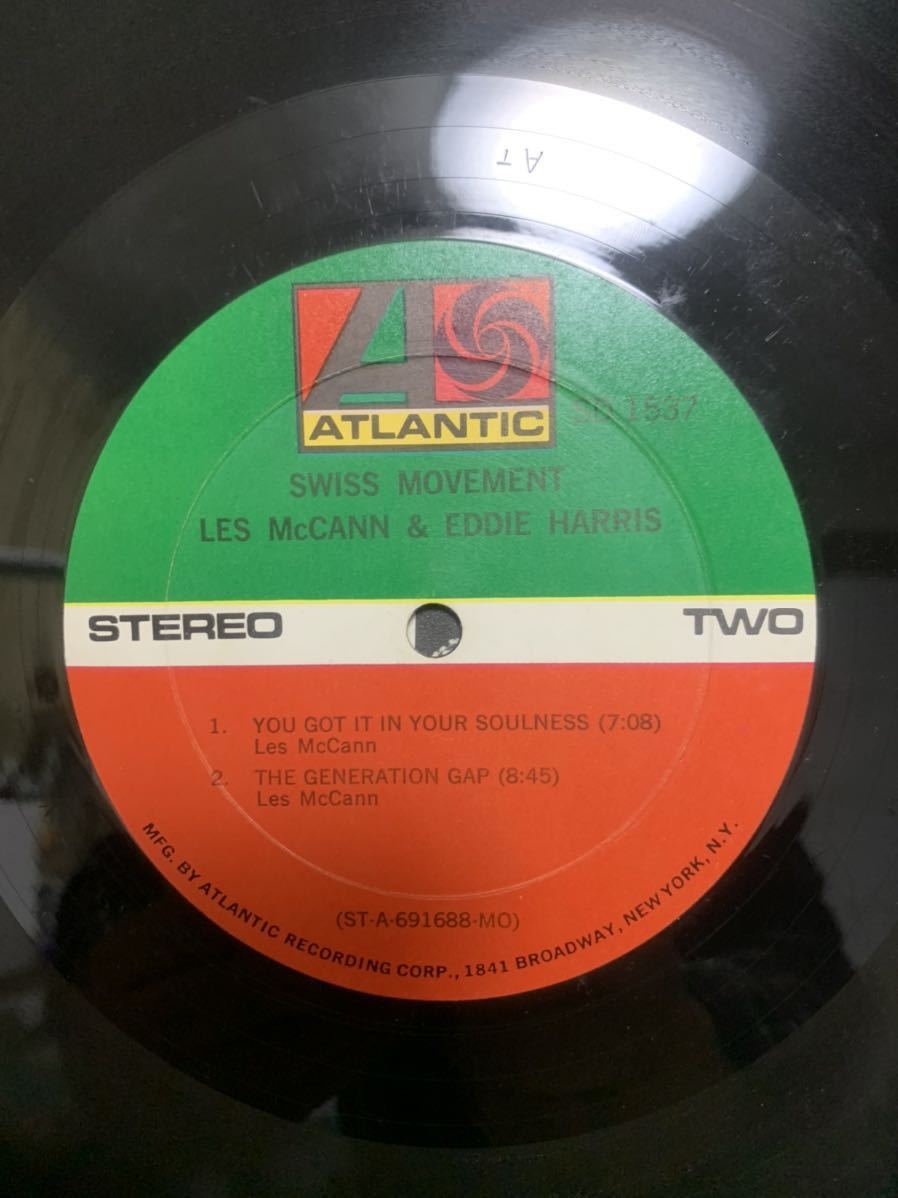 AT
ATLANTIC
SD 1537
SWISS MOVEMENT
LES McCANN & EDDIE HARRIS
STEREO
TWO
1. YOU GOT IT IN YOUR SOULNESS (7:08)
Les McCann
2. THE GENERATION GAP (8:45)
Les McCann
(ST-A-691688-MO)
MFG. BY ATLANTIC RECORDING CORP., 1841 BROADWAY, NEW YORK, N.Y.